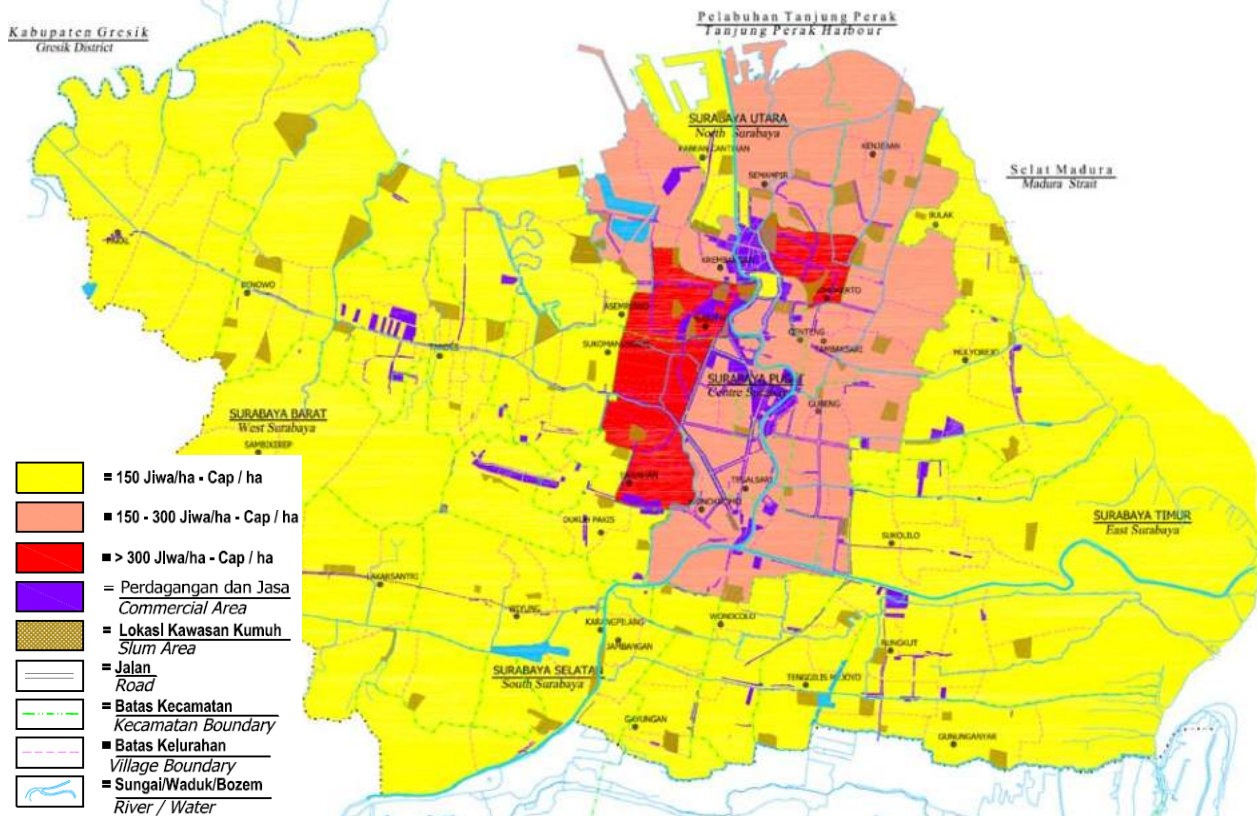 Kabupaten Gresik
Gresik District
Pelabuhan Tanjung Perak
Tanjung Perak Harbour
SURABAYA UTARA
North Surabaya
KENJERAN
SEMAMPIR
Selat Madura
Madura Strait
BULAK
PAKAL
BENOWO
ASEMROWO
SUKOMANUNGGAL
TANDES
GENTENG
TAMBAKSARI
MULYOREJO
SURABAYA PUSAT
Centre Surabaya
GUBENG
SURABAYA BARAT
West Surabaya
SAMBIKEREP
TEGALSARI
WONOKROMO
DUKUH PAKIS
SURABAYA TIMUR
East Surabaya
SUKOLILO
LAKARSANTRI
WIYUNG
KARANGPILANG
WONOCOLO
JAMBANGAN
RUNGKUT
SURABAYA SELATAN
South Surabaya
TENGGILIS MEJOYO
GAYUNGAN
GUNUNGANYAR
= 150 Jiwa/ha - Cap / ha
= 150 - 300 Jiwa/ha - Cap / ha
= > 300 Jiwa/ha - Cap / ha
= Perdagangan dan Jasa
Commercial Area
= Lokasi Kawasan Kumuh
Slum Area
= Jalan
Road
= Batas Kecamatan
Kecamatan Boundary
= Batas Kelurahan
Village Boundary
= Sungai/Waduk/Bozem
River / Water